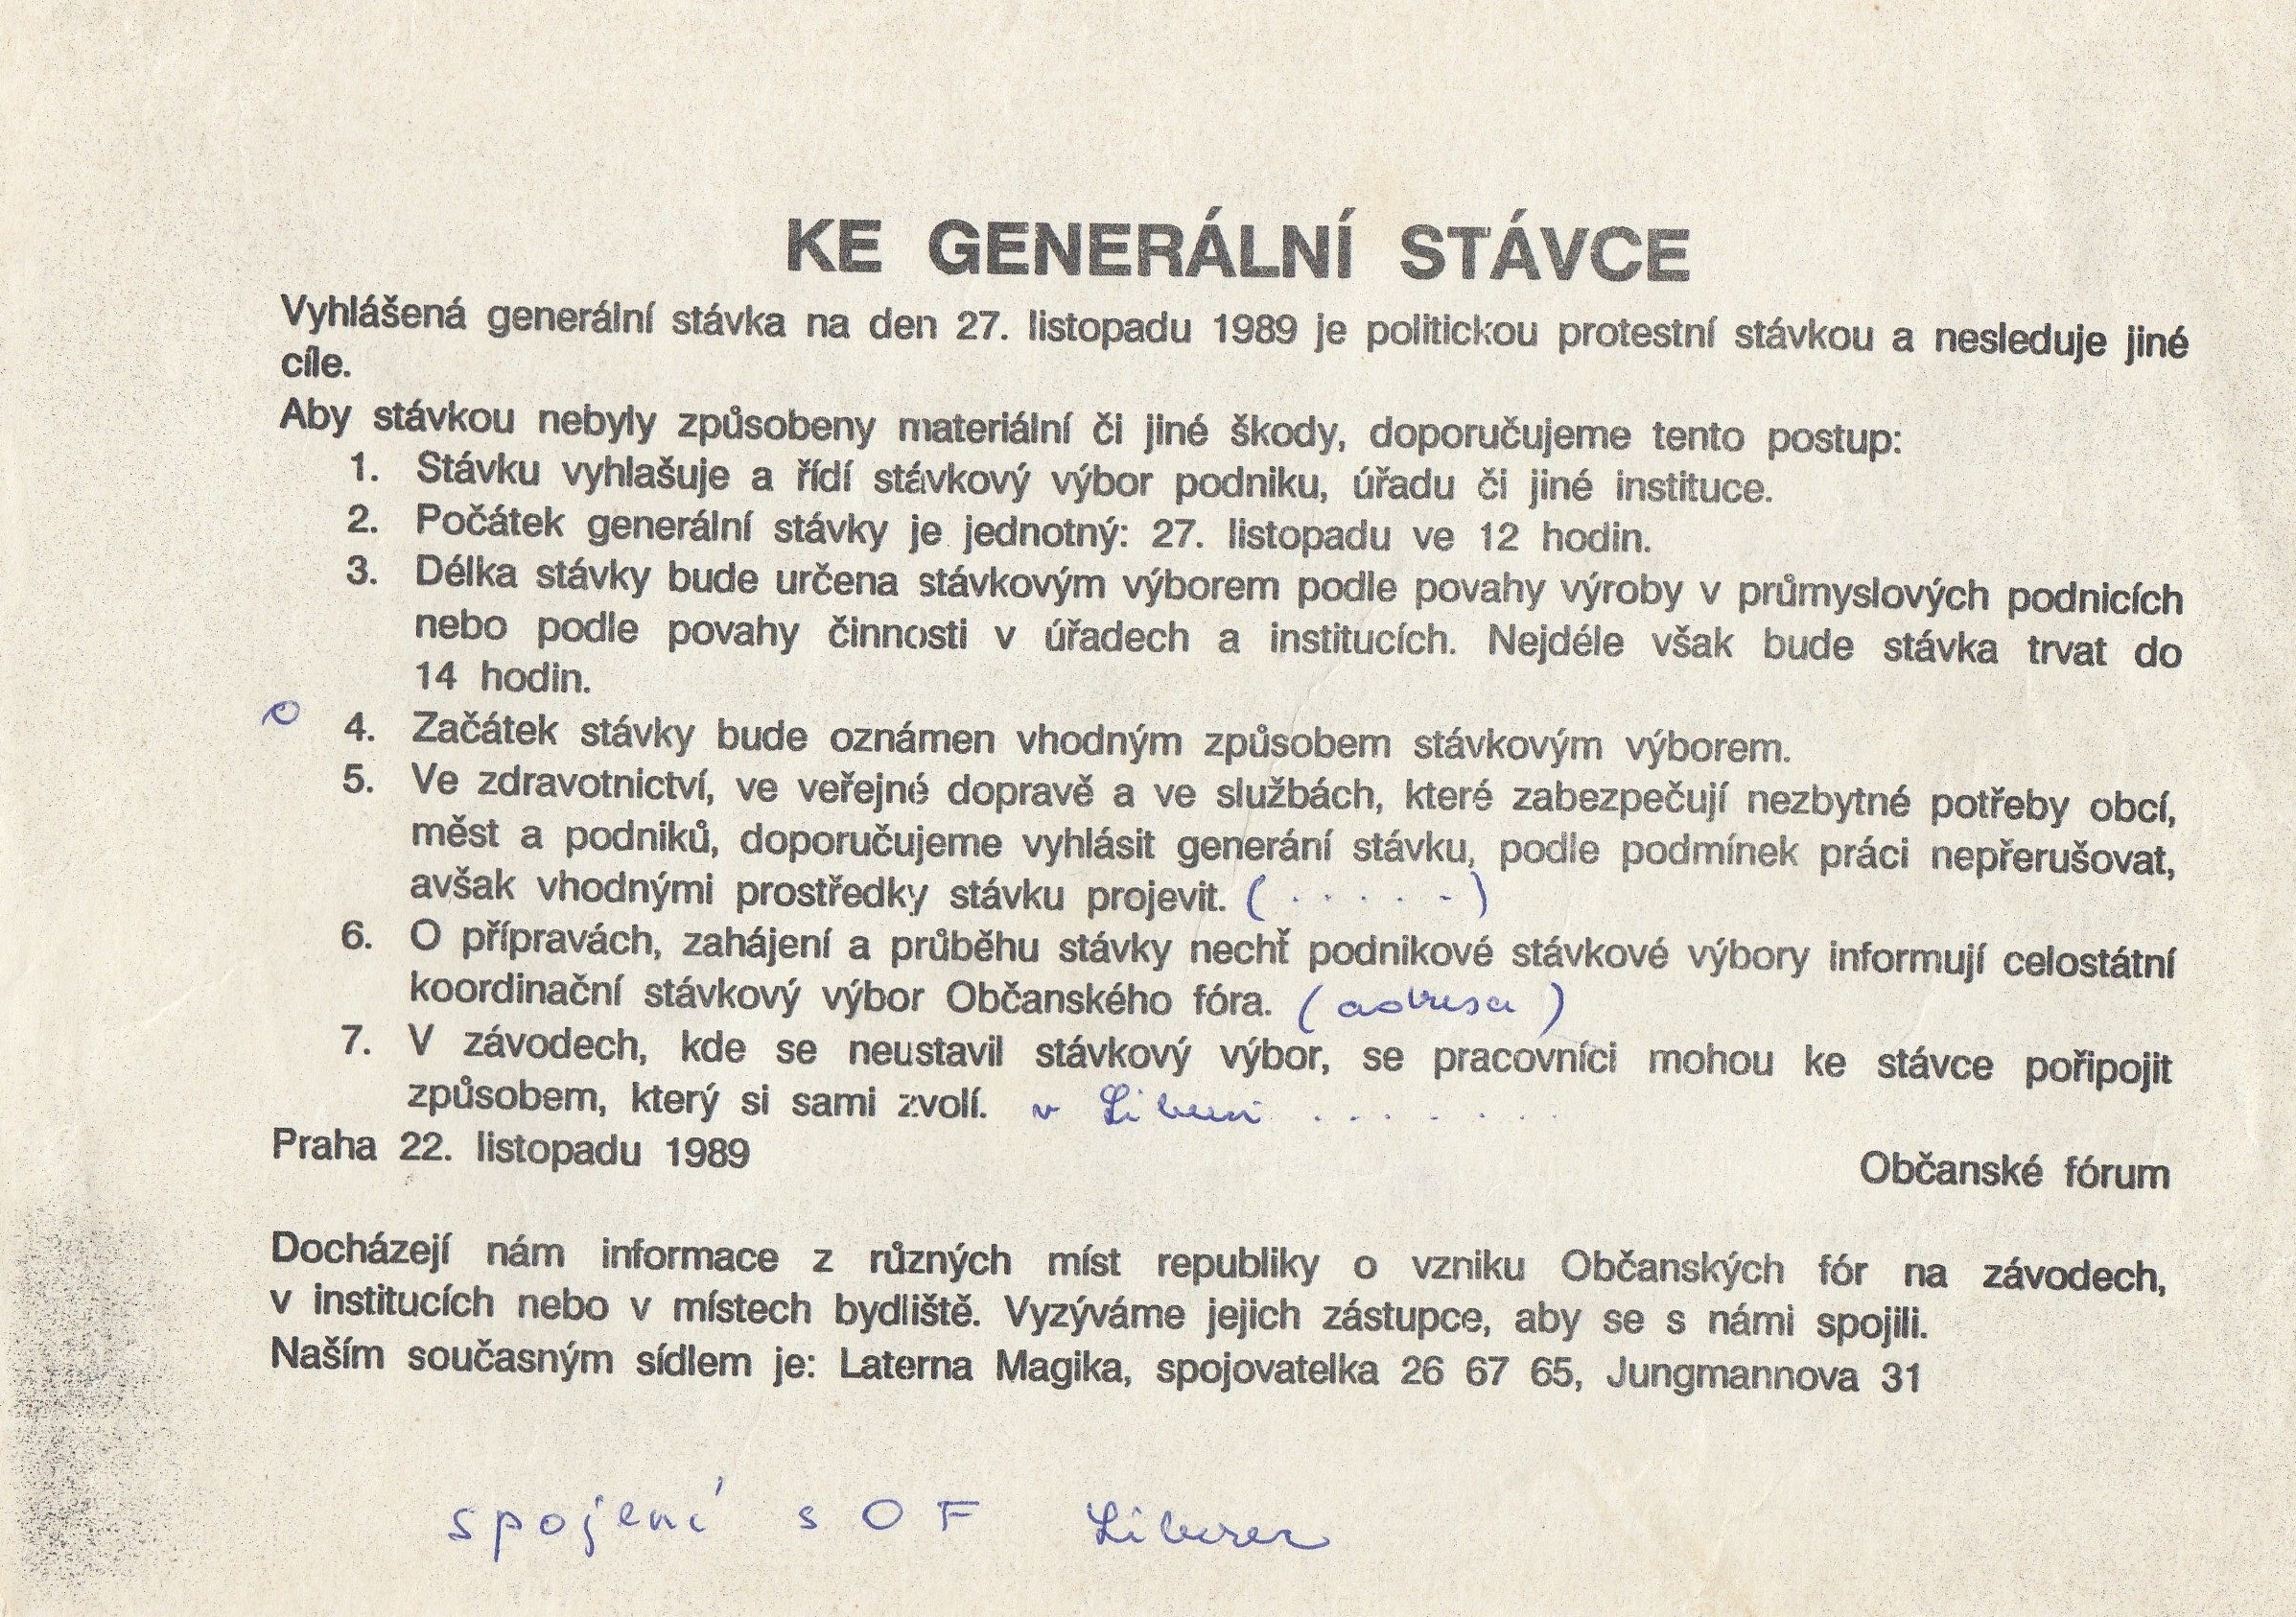 KE GENERÁLNÍ STÁVCE
Vyhlášená generální stávka na den 27. listopadu 1989 je politickou protestní stávkou a nesleduje jiné
cíle.
Aby stávkou nebyly způsobeny materiální či jiné škody, doporučujeme tento postup:
1. Stávku vyhlašuje a řídí stávkový výbor podniku, úřadu či jiné instituce.
2. Počátek generální stávky je jednotný: 27. listopadu ve 12 hodin.
3. Délka stávky bude určena stávkovým výborem podle povahy výroby v průmyslových podnicích
nebo podle povahy činnosti v úřadech a institucích. Nejdéle však bude stávka trvat do
14 hodin.
4. Začátek stávky bude oznámen vhodným způsobem stávkovým výborem.
5. Ve zdravotnictví, ve veřejné dopravě a ve službách, které zabezpečují nezbytné potřeby obcí,
měst a podniků, doporučujeme vyhlásit generání stávku, podle podmínek práci nepřerušovat,
avšak vhodnými prostředky stávku projevit. ( . . . . - )
6. O přípravách, zahájení a průběhu stávky nechť podnikové stávkové výbory informují celostátní
koordinační stávkový výbor Občanského fóra. (adresa)
7. V závodech, kde se neustavil stávkový výbor, se pracovníci mohou ke stávce pořipojit
způsobem, který si sami zvolí. v . . . . . . .
Praha 22. listopadu 1989
Občanské fórum
Docházejí nám informace z různých míst republiky o vzniku Občanských fór na závodech,
v institucích nebo v místech bydliště. Vyzýváme jejich zástupce, aby se s námi spojili.
Naším současným sídlem je: Laterna Magika, spojovatelka 26 67 65, Jungmannova 31
spojení s OF Liberec